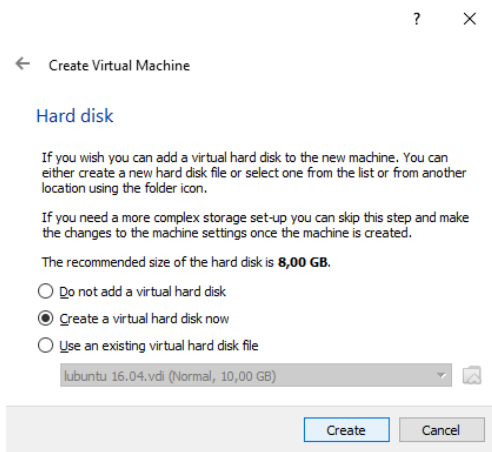 ?
Create Virtual Machine
Hard disk
If you wish you can add a virtual hard disk to the new machine. You can
either create a new hard disk file or select one from the list or from another
location using the folder icon.
If you need a more complex storage set-up you can skip this step and make
the changes to the machine settings once the machine is created.
The recommended size of the hard disk is 8,00 GB.
Do not add a virtual hard disk
Create a virtual hard disk now
Use an existing virtual hard disk file
lubuntu 16.04.vdi (Normal, 10,00 GB)
Create Cancel